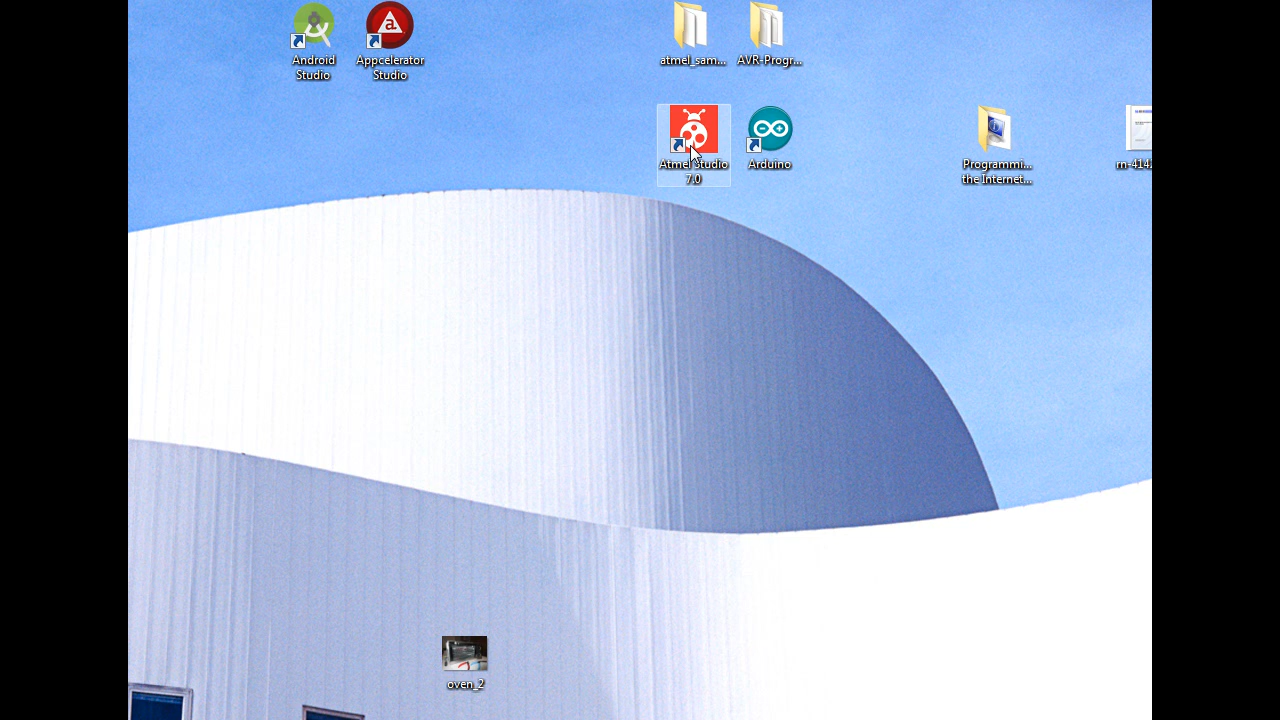 Android
Studio
Appcelerator
Studio
atmel_sam...
AVR-Progr...
Atmel Studio
7.0
Arduino
Programmi...
the Internet...
rn-414
oven_2